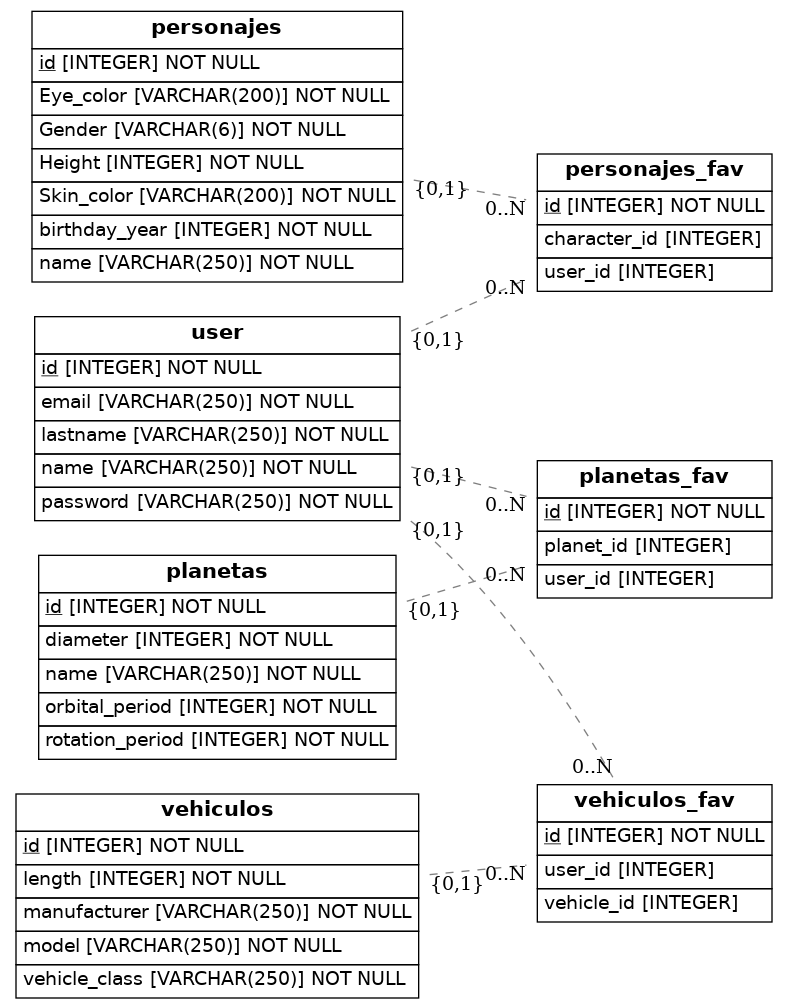 personajes
id [INTEGER] NOT NULL
Eye_color [VARCHAR(200)] NOT NULL
Gender [VARCHAR(6)] NOT NULL
Height [INTEGER] NOT NULL
Skin_color [VARCHAR(200)] NOT NULL
birthday_year [INTEGER] NOT NULL
name [VARCHAR(250)] NOT NULL
{0,1}
0..N
personajes_fav
id [INTEGER] NOT NULL
character_id [INTEGER]
user_id [INTEGER]
0..N
{0,1}
user
id [INTEGER] NOT NULL
email [VARCHAR(250)] NOT NULL
lastname [VARCHAR(250)] NOT NULL
name [VARCHAR(250)] NOT NULL
password [VARCHAR(250)] NOT NULL
{0,1}
0..N
{0,1}
planetas_fav
id [INTEGER] NOT NULL
planet_id [INTEGER]
user_id [INTEGER]
0..N
{0,1}
planetas
id [INTEGER] NOT NULL
diameter [INTEGER] NOT NULL
name [VARCHAR(250)] NOT NULL
orbital_period [INTEGER] NOT NULL
rotation_period [INTEGER] NOT NULL
0..N
vehiculos_fav
id [INTEGER] NOT NULL
user_id [INTEGER]
vehicle_id [INTEGER]
{0,1}
0..N
vehiculos
id [INTEGER] NOT NULL
length [INTEGER] NOT NULL
manufacturer [VARCHAR(250)] NOT NULL
model [VARCHAR(250)] NOT NULL
vehicle_class [VARCHAR(250)] NOT NULL